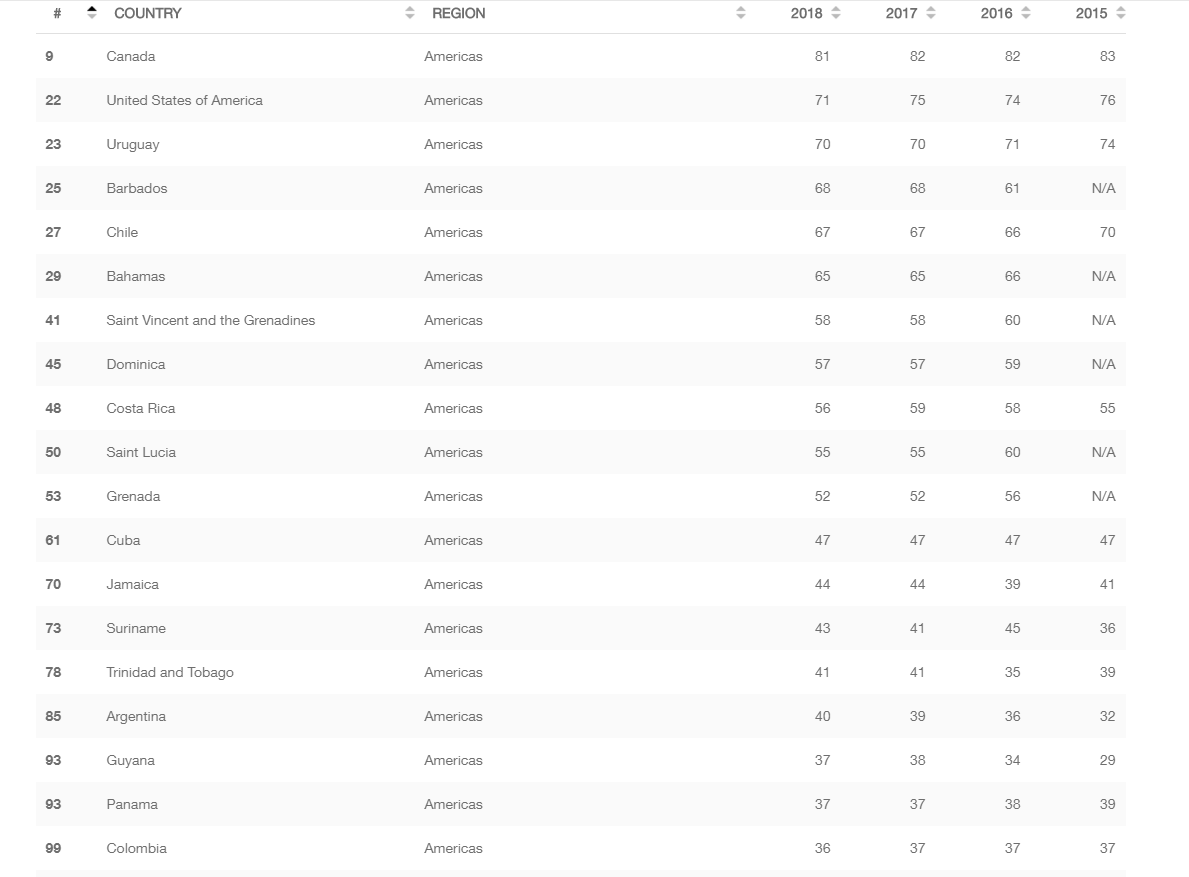 # COUNTRY REGION 2018 2017 2016 2015
9 Canada Americas 81 82 82 83
22 United States of America Americas 71 75 74 76
23 Uruguay Americas 70 70 71 74
25 Barbados Americas 68 68 61 N/A
27 Chile Americas 67 67 66 70
29 Bahamas Americas 65 65 66 N/A
41 Saint Vincent and the Grenadines Americas 58 58 60 N/A
45 Dominica Americas 57 57 59 N/A
48 Costa Rica Americas 56 59 58 55
50 Saint Lucia Americas 55 55 60 N/A
53 Grenada Americas 52 52 56 N/A
61 Cuba Americas 47 47 47 47
70 Jamaica Americas 44 44 39 41
73 Suriname Americas 43 41 45 36
78 Trinidad and Tobago Americas 41 41 35 39
85 Argentina Americas 40 39 36 32
93 Guyana Americas 37 38 34 29
93 Panama Americas 37 37 38 39
99 Colombia Americas 36 37 37 37